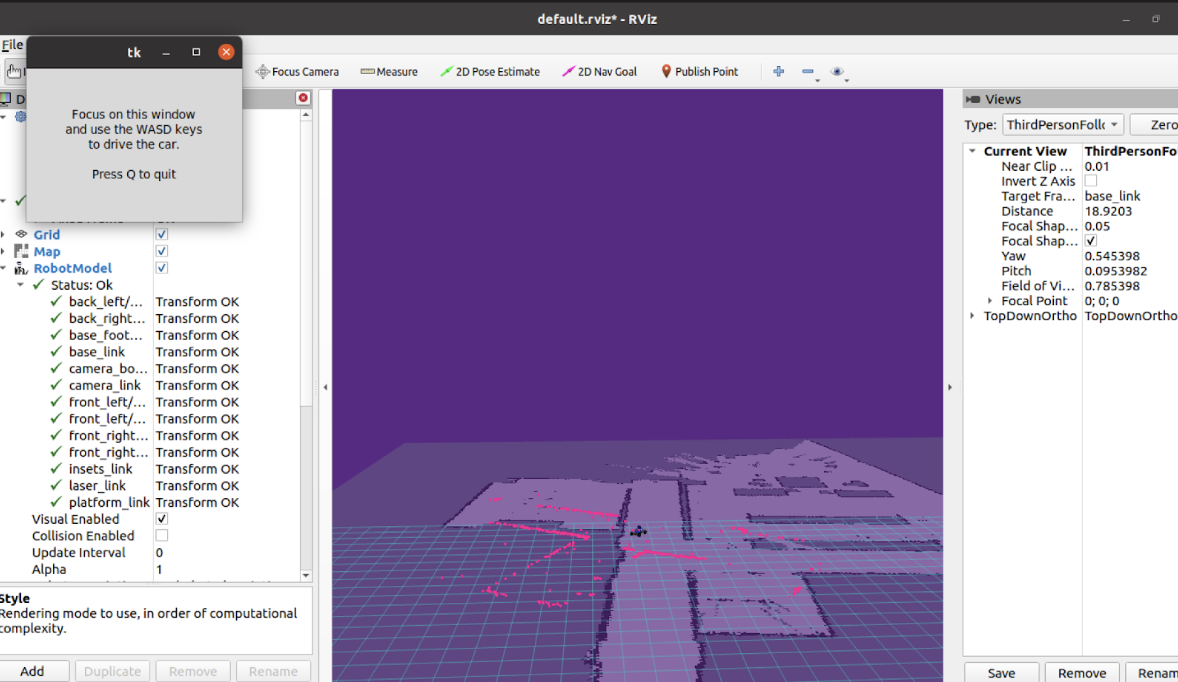 default.rviz* - RViz
File
tk
Focus on this window
and use the WASD keys
to drive the car.
Press Q to quit
Focus Camera
Measure
2D Pose Estimate
2D Nav Goal
Publish Point
D
Grid
Map
RobotModel
Status: Ok
back_left/... Transform OK
back_right... Transform OK
base_foot... Transform OK
base_link Transform OK
camera_bo... Transform OK
camera_link Transform OK
front_left/... Transform OK
front_left/... Transform OK
front_right... Transform OK
front_right... Transform OK
insets_link Transform OK
laser_link Transform OK
platform_link Transform OK
Visual Enabled
Collision Enabled
Update Interval 0
Alpha 1
Style
Rendering mode to use, in order of computational
complexity.
Add
Duplicate
Remove
Rename
Views
Type: ThirdPersonFoll Zero
Current View ThirdPersonFo
Near Clip ... 0.01
Invert Z Axis
Target Fra... base_link
Distance 18.9203
Focal Shap... 0.05
Focal Shap...
Yaw 0.545398
Pitch 0.0953982
Field of Vi... 0.785398
Focal Point 0; 0; 0
TopDownOrtho TopDownOrtho
Save
Remove
Renam